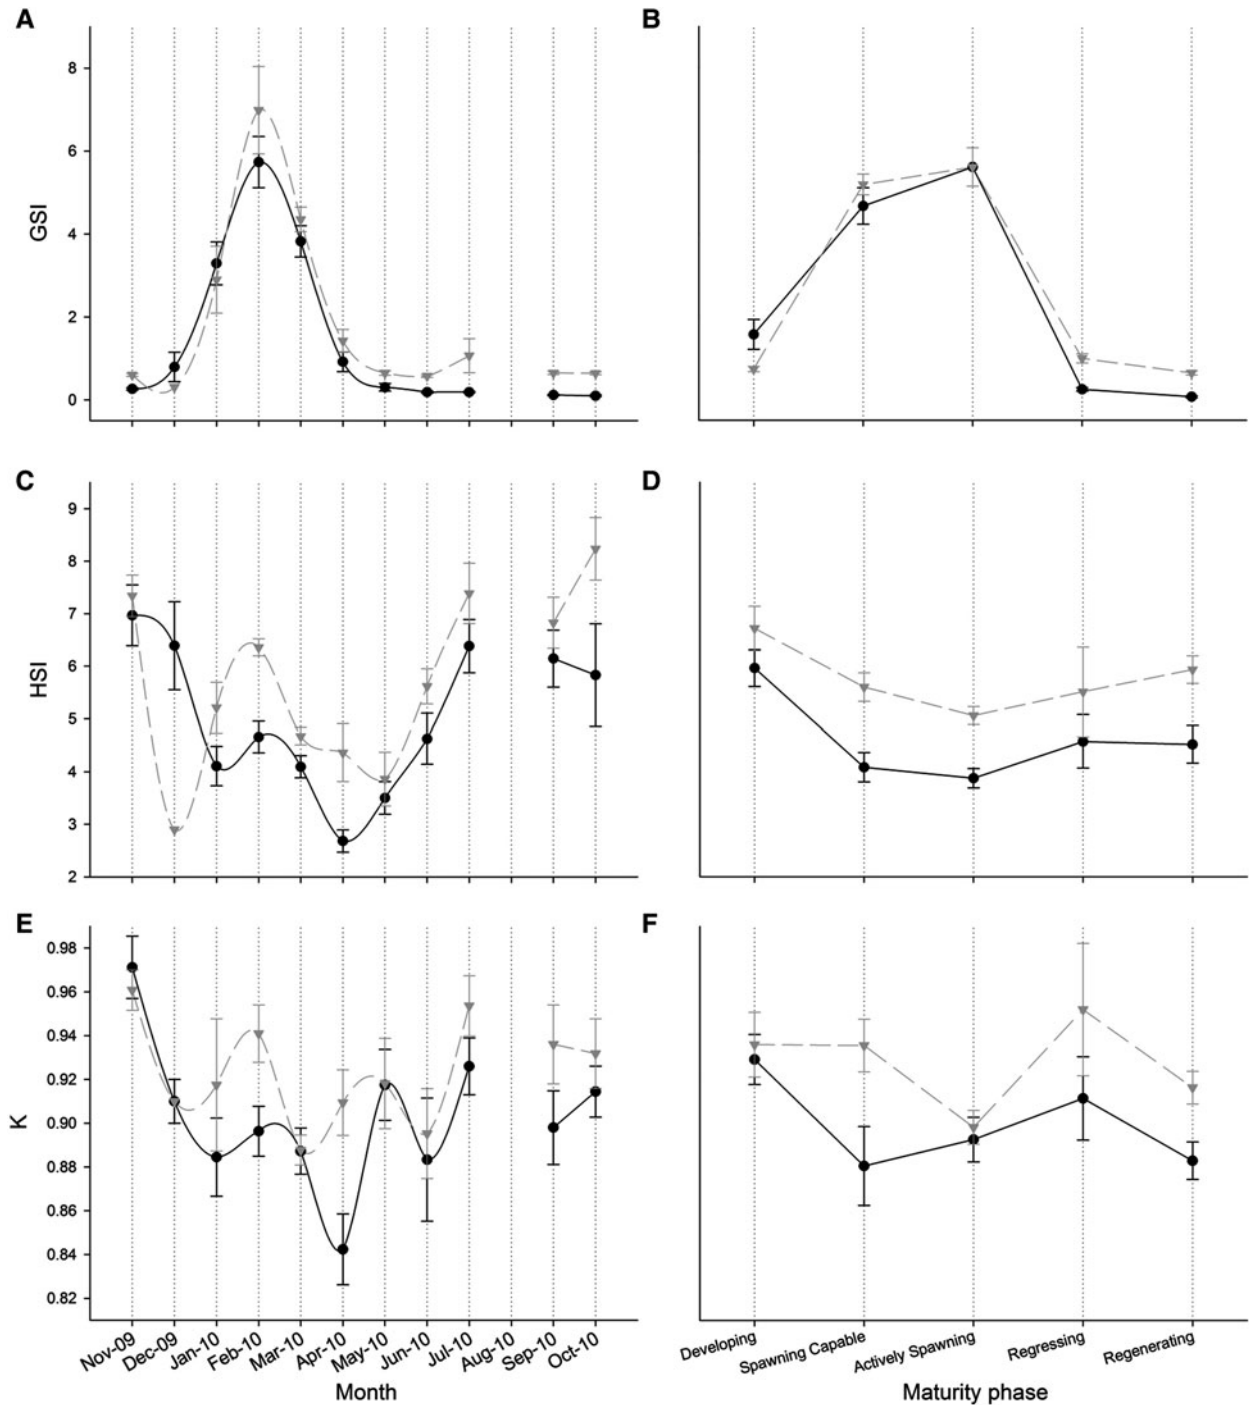 A
B
8
6
4
2
0
GSI
C
D
9
8
7
6
5
4
3
2
HSI
E
F
0.98
0.96
0.94
0.92
0.90
0.88
0.86
0.84
0.82
K
Nov-09 Dec-09 Jan-10 Feb-10 Mar-10 Apr-10 May-10 Jun-10 Jul-10 Aug-10 Sep-10 Oct-10
Month
Developing Spawning Capable Actively Spawning Regressing Regenerating
Maturity phase